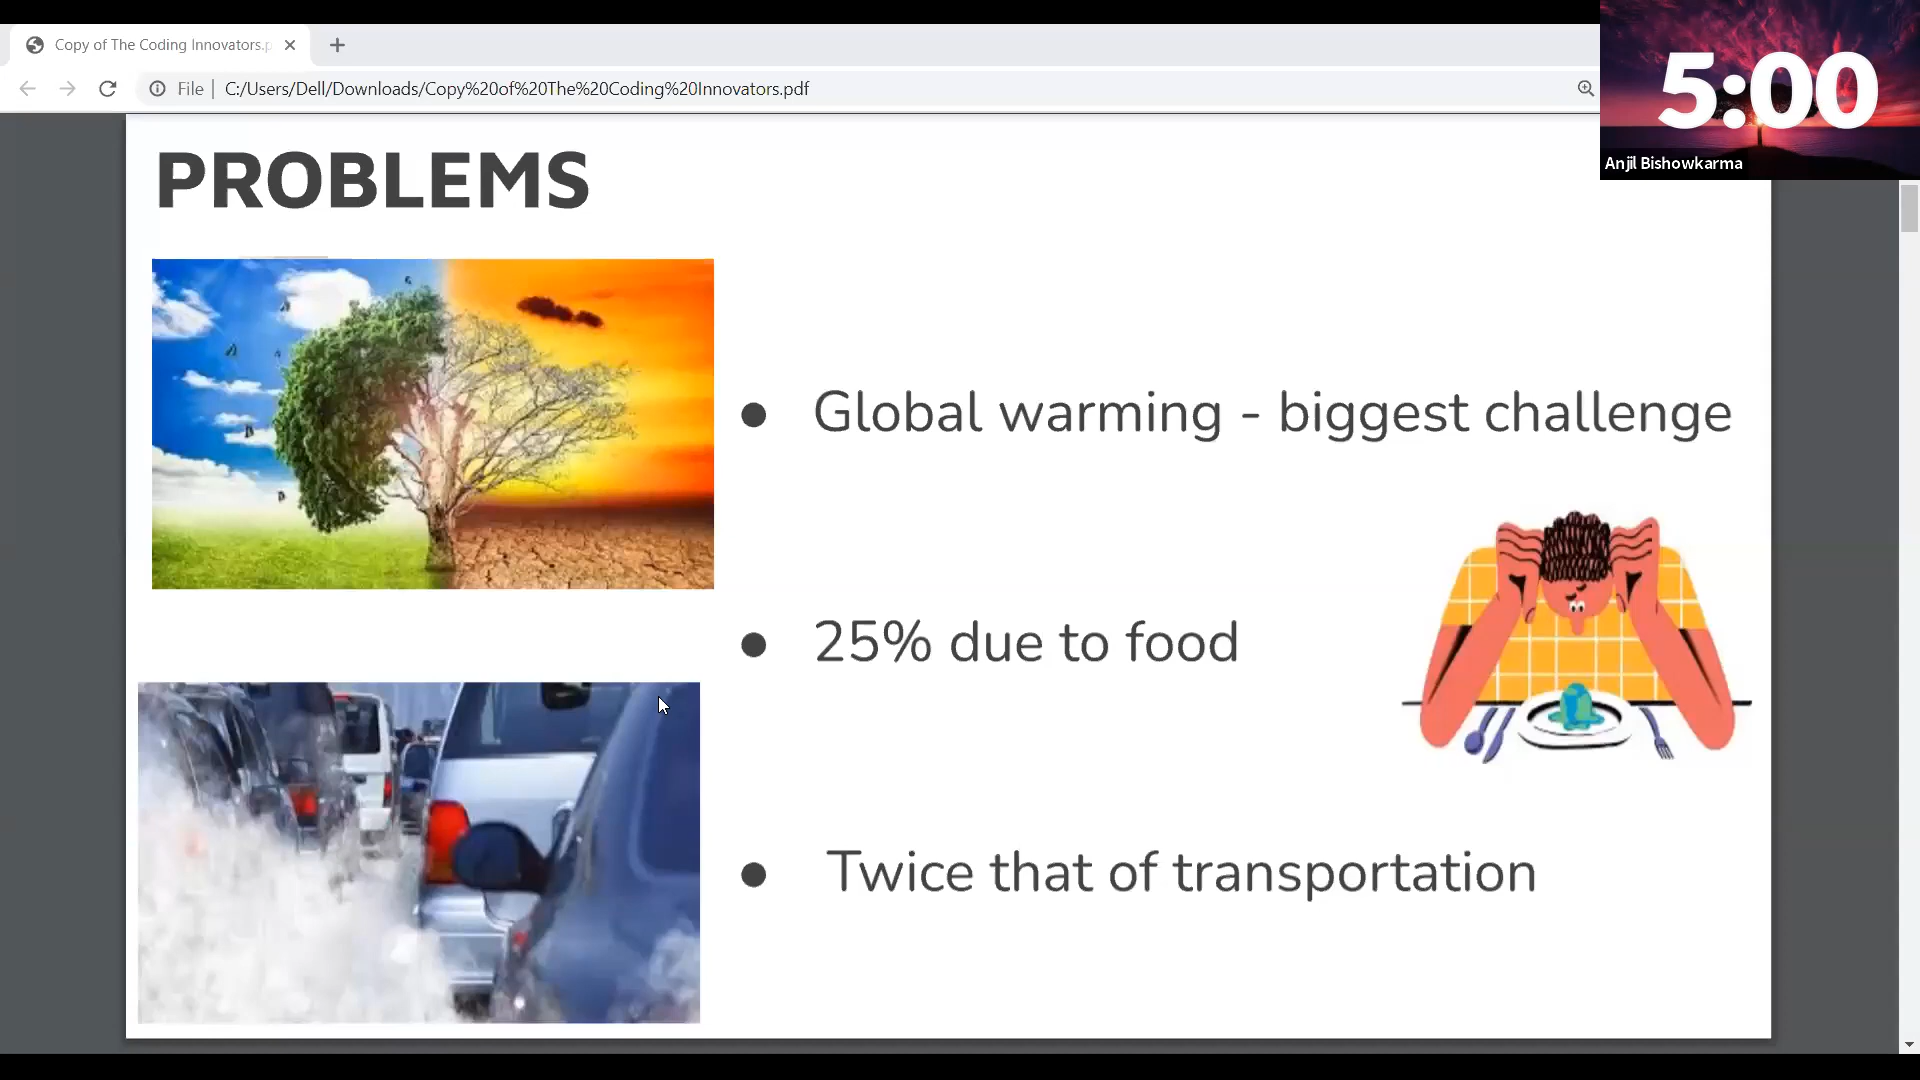 Copy of The Coding Innovators.p
File
C:/Users/Dell/Downloads/Copy%20of%20The%20Coding%20Innovators.pdf
5:00
Anjil Bishowkarma
PROBLEMS
● Global warming - biggest challenge
● 25% due to food
● Twice that of transportation